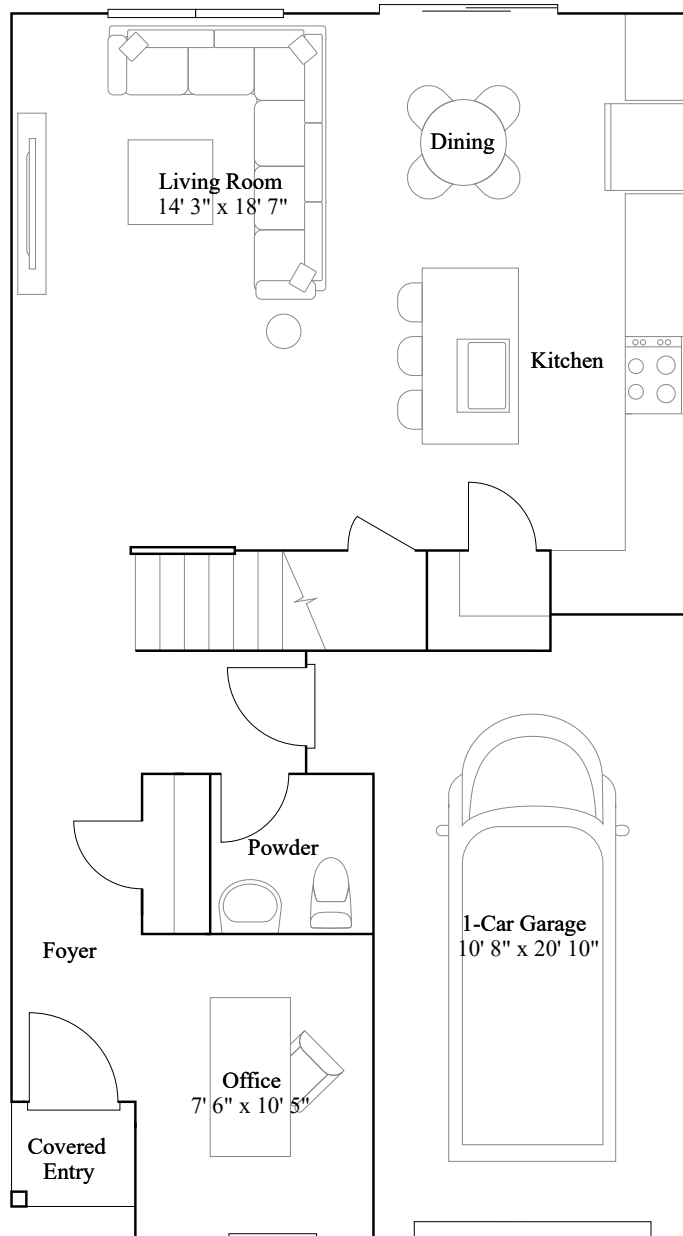 Dining
Living Room
14' 3" x 18' 7"
Kitchen
Powder
1-Car Garage
10' 8" x 20' 10"
Foyer
Office
7' 6" x 10' 5"
Covered
Entry